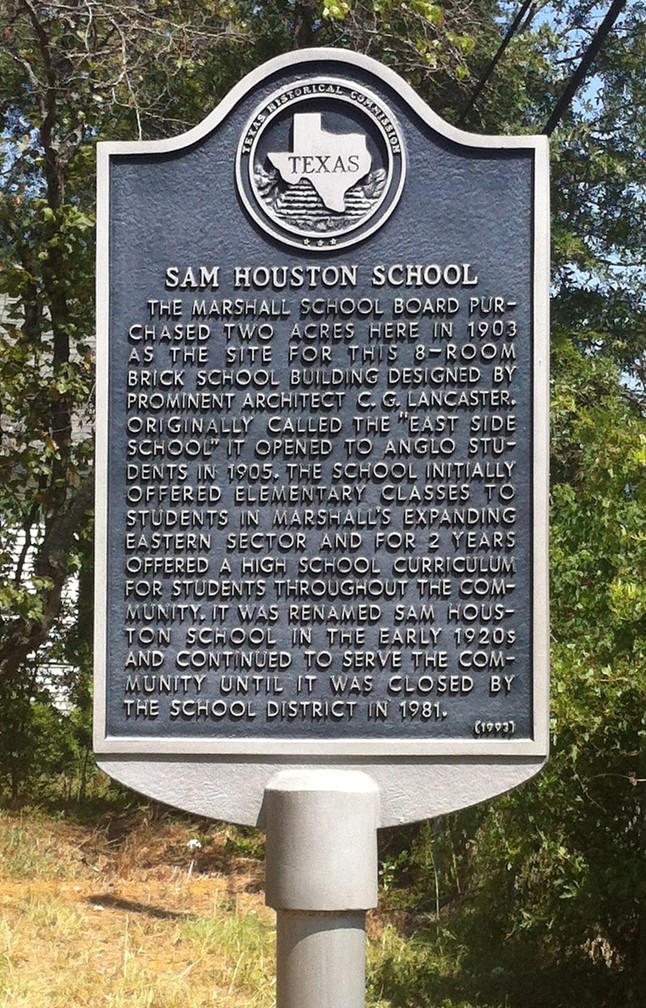 TEXAS HISTORICAL COMMISSION
TEXAS
SAM HOUSTON SCHOOL
THE MARSHALL SCHOOL BOARD PUR-
CHASED TWO ACRES HERE IN 1903
AS THE SITE FOR THIS 8-ROOM
BRICK SCHOOL BUILDING DESIGNED BY
PROMINENT ARCHITECT C. G. LANCASTER.
ORIGINALLY CALLED THE "EAST SIDE
SCHOOL" IT OPENED TO ANGLO STU-
DENTS IN 1905. THE SCHOOL INITIALLY
OFFERED ELEMENTARY CLASSES TO
STUDENTS IN MARSHALL'S EXPANDING
EASTERN SECTOR AND FOR 2 YEARS
OFFERED A HIGH SCHOOL CURRICULUM
FOR STUDENTS THROUGHOUT THE COM-
MUNITY. IT WAS RENAMED SAM HOUS-
TON SCHOOL IN THE EARLY 1920s
AND CONTINUED TO SERVE THE COM-
MUNITY UNTIL IT WAS CLOSED BY
THE SCHOOL DISTRICT IN 1981.
(1993)